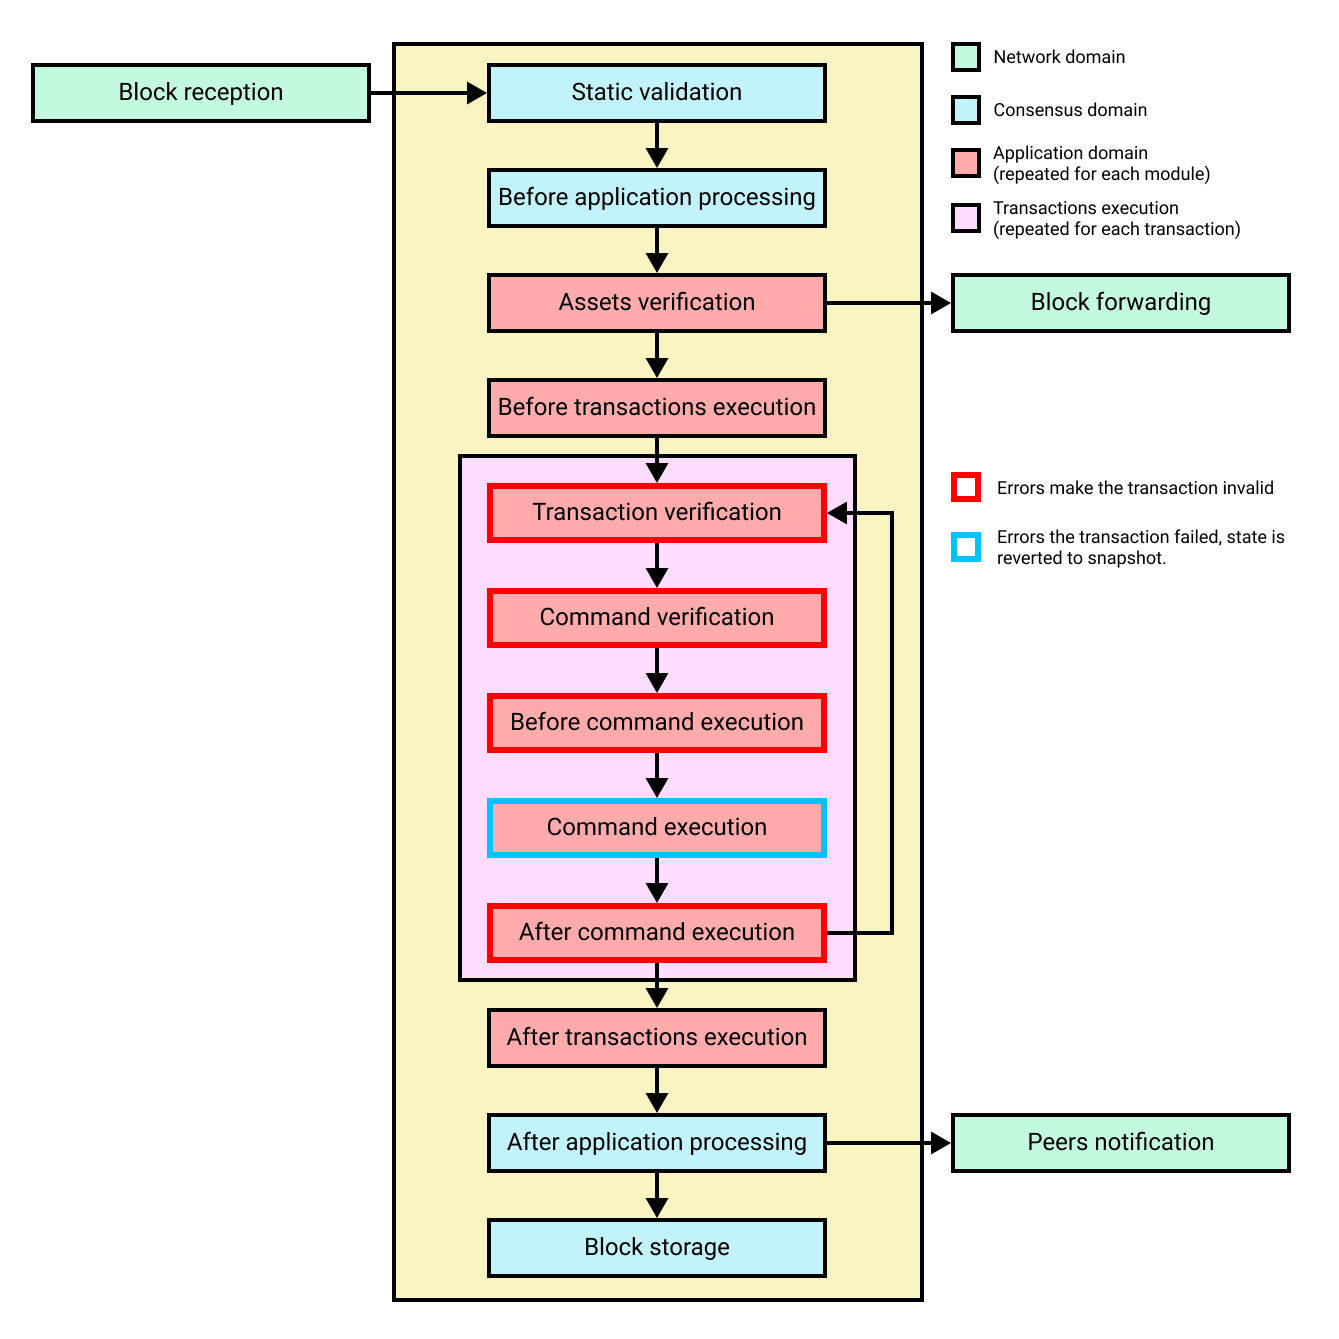 Block reception
Static validation
Before application processing
Assets verification
Block forwarding
Before transactions execution
Transaction verification
Command verification
Before command execution
Command execution
After command execution
After transactions execution
After application processing
Peers notification
Block storage
Network domain
Consensus domain
Application domain
(repeated for each module)
Transactions execution
(repeated for each transaction)
Errors make the transaction invalid
Errors the transaction failed, state is
reverted to snapshot.